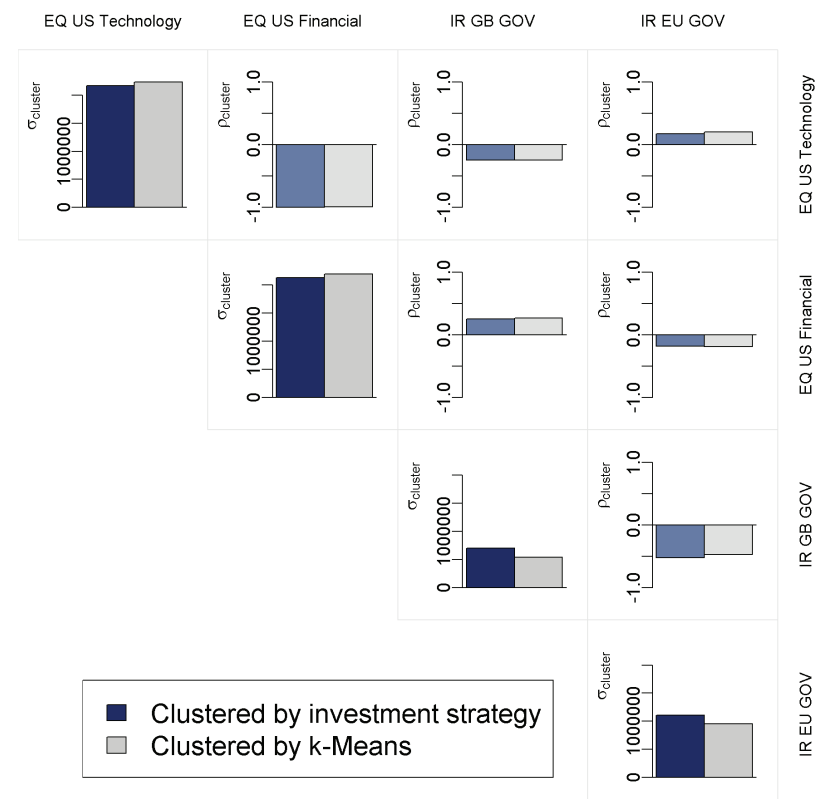 EQ US Technology
EQ US Financial
IR GB GOV
IR EU GOV
σcluster
0
1000000
ρcluster
-1.0
0.0
1.0
ρcluster
-1.0
0.0
1.0
ρcluster
-1.0
0.0
1.0
EQ US Technology
σcluster
0
1000000
ρcluster
-1.0
0.0
1.0
ρcluster
-1.0
0.0
1.0
EQ US Financial
σcluster
0
1000000
ρcluster
-1.0
0.0
1.0
IR GB GOV
σcluster
0
1000000
IR EU GOV
Clustered by investment strategy
Clustered by k-Means